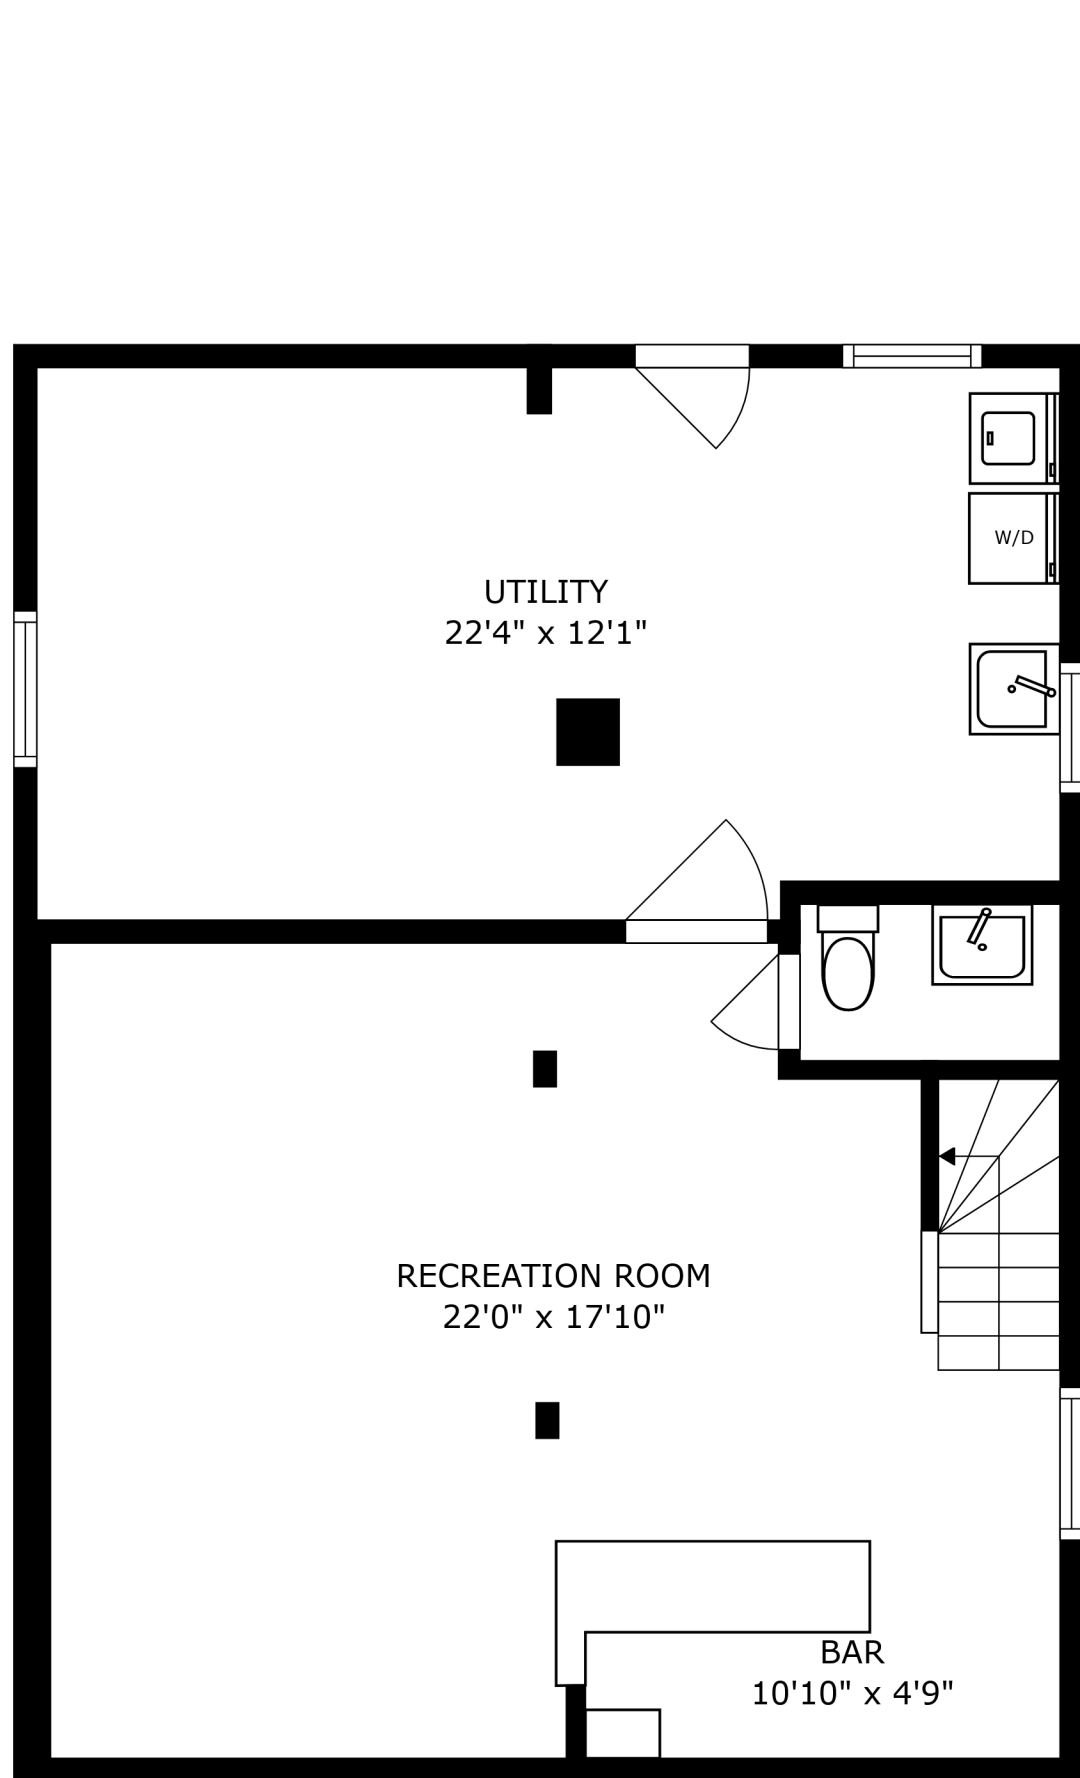 W/D
UTILITY
22'4" x 12'1"
RECREATION ROOM
22'0" x 17'10"
BAR
10'10" x 4'9"